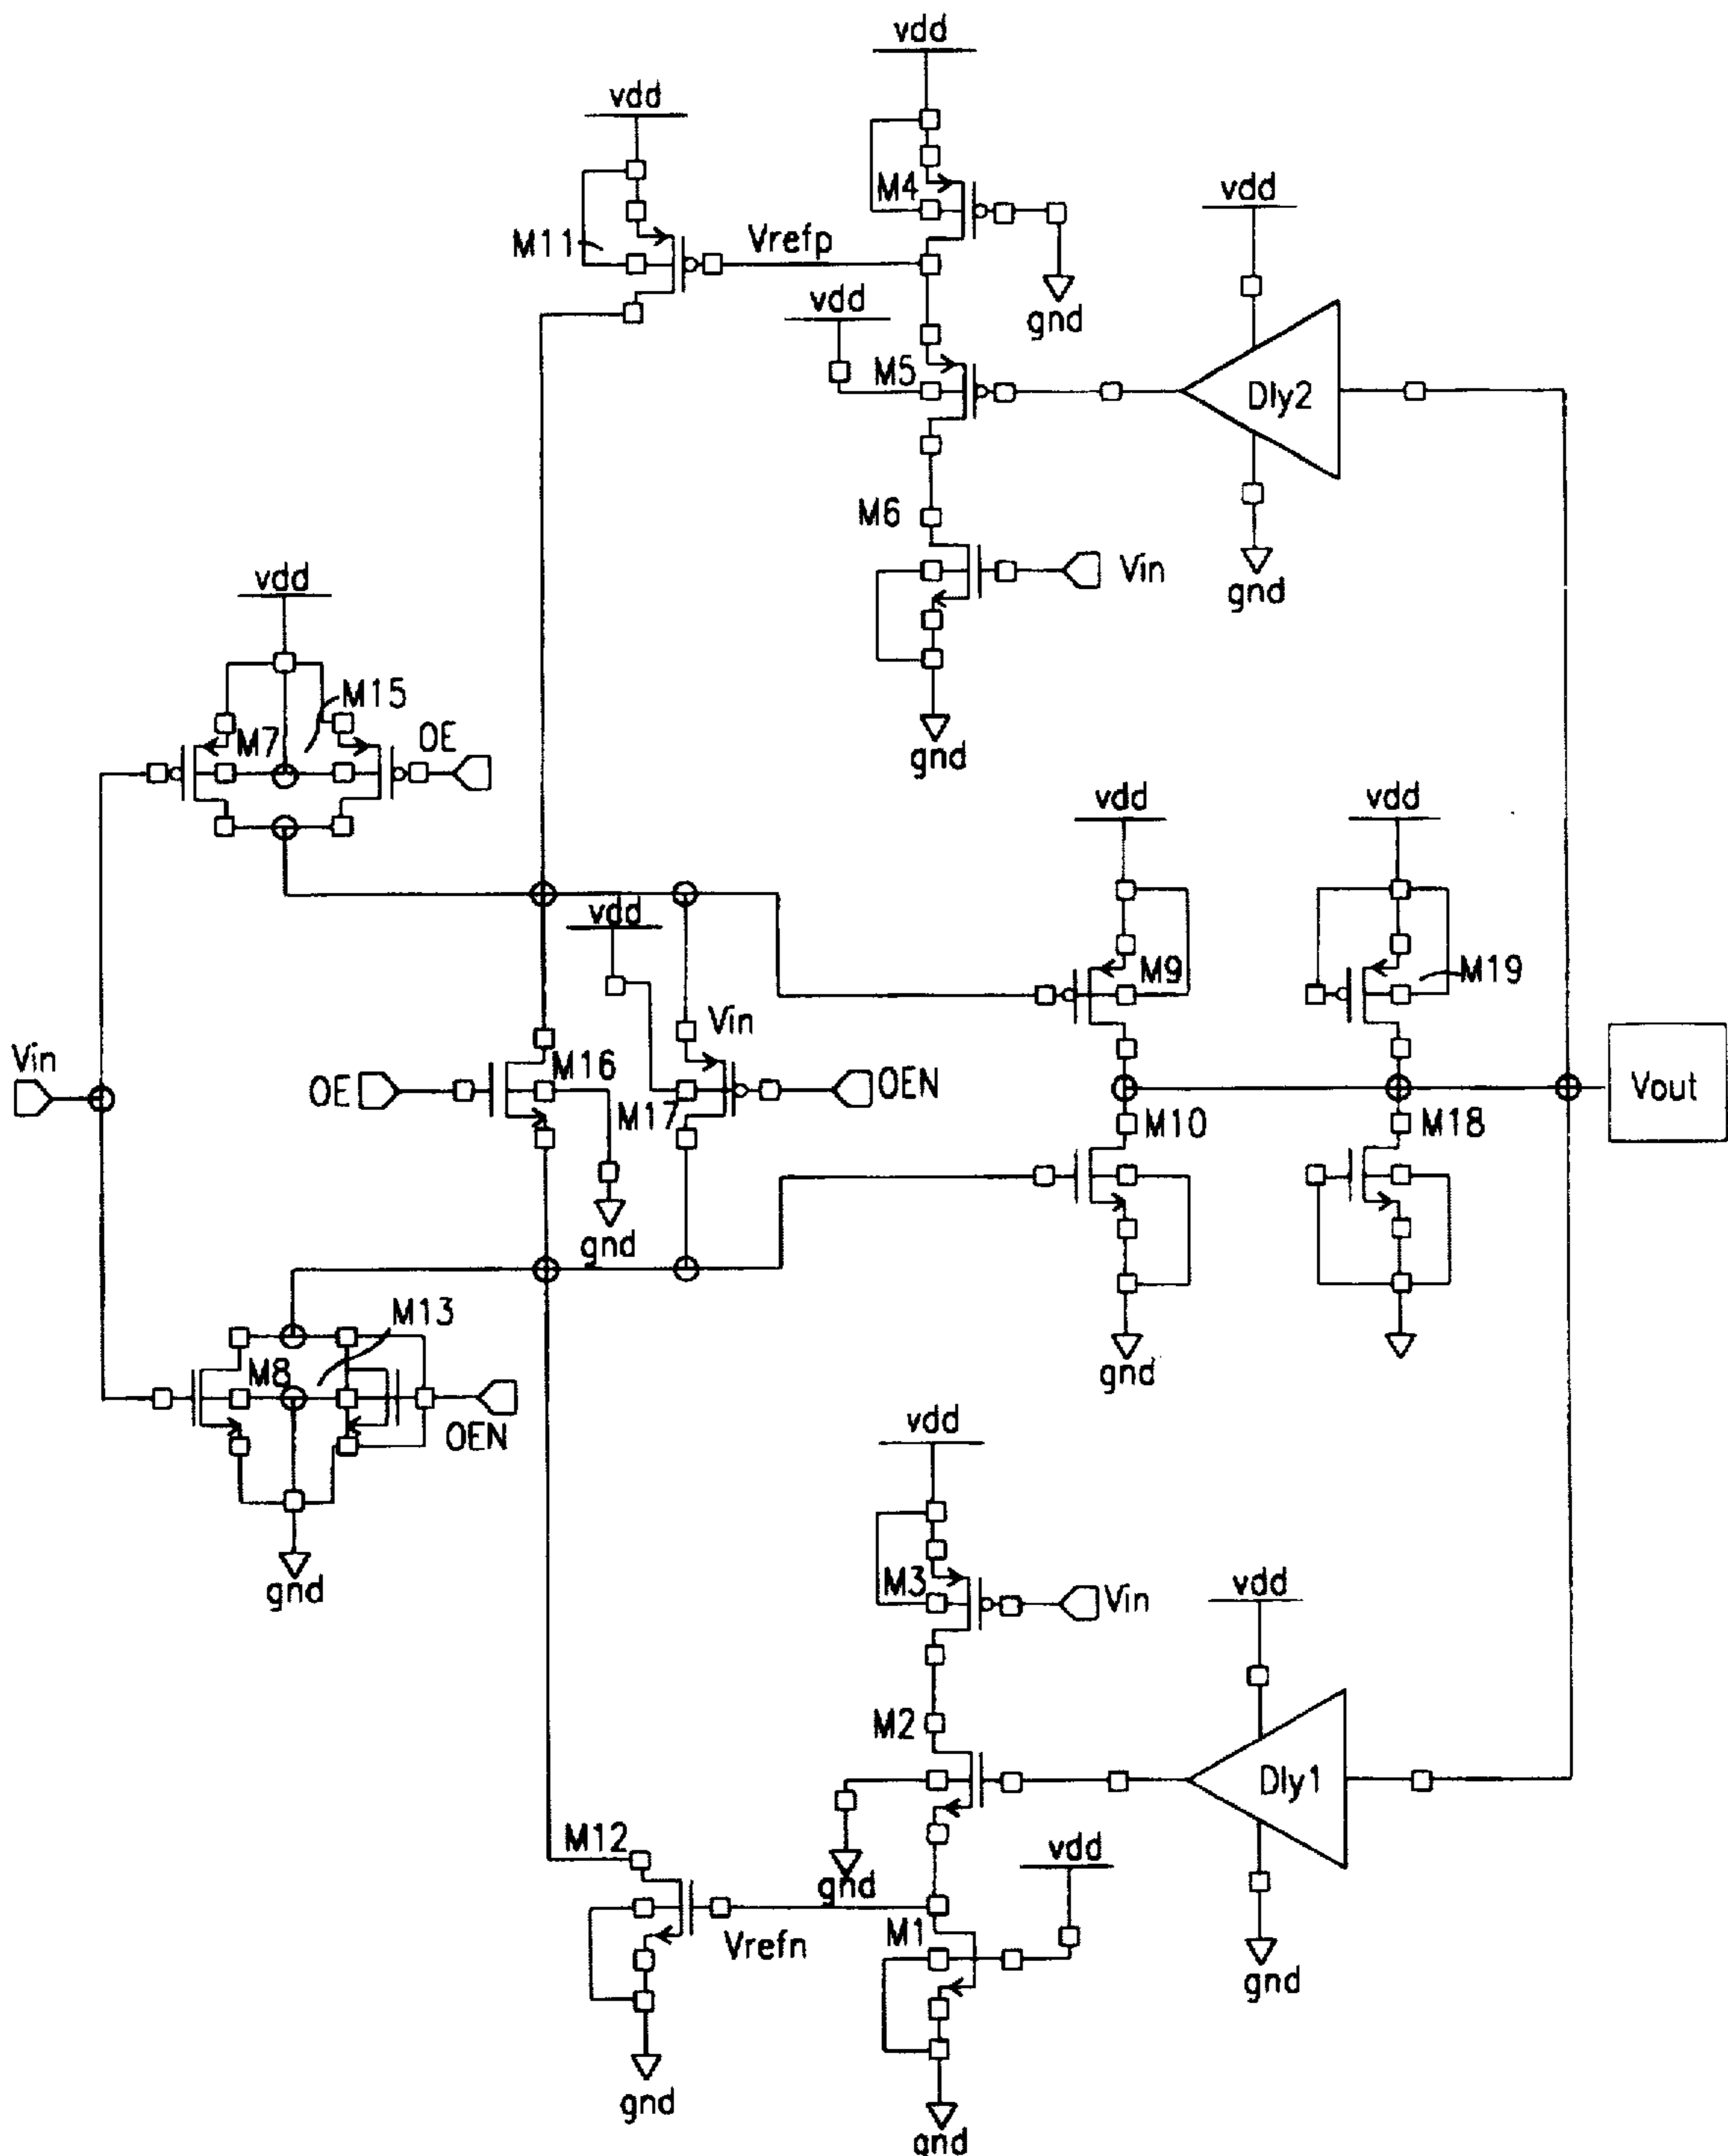 vdd
vdd
M4
vdd
M11
Vrefp
vdd
gnd
M5
Dly2
M6
Vin
gnd
vdd
M15
M7
OE
gnd
vdd
vdd
vdd
M9
M19
Vin
Vin
M16
OE
M17
OEN
Vout
M10
M18
gnd
M13
M8
OEN
gnd
vdd
gnd
M3
Vin
vdd
M2
Dly1
M12
vdd
gnd
Vrefn
M1
gnd
gnd
gnd